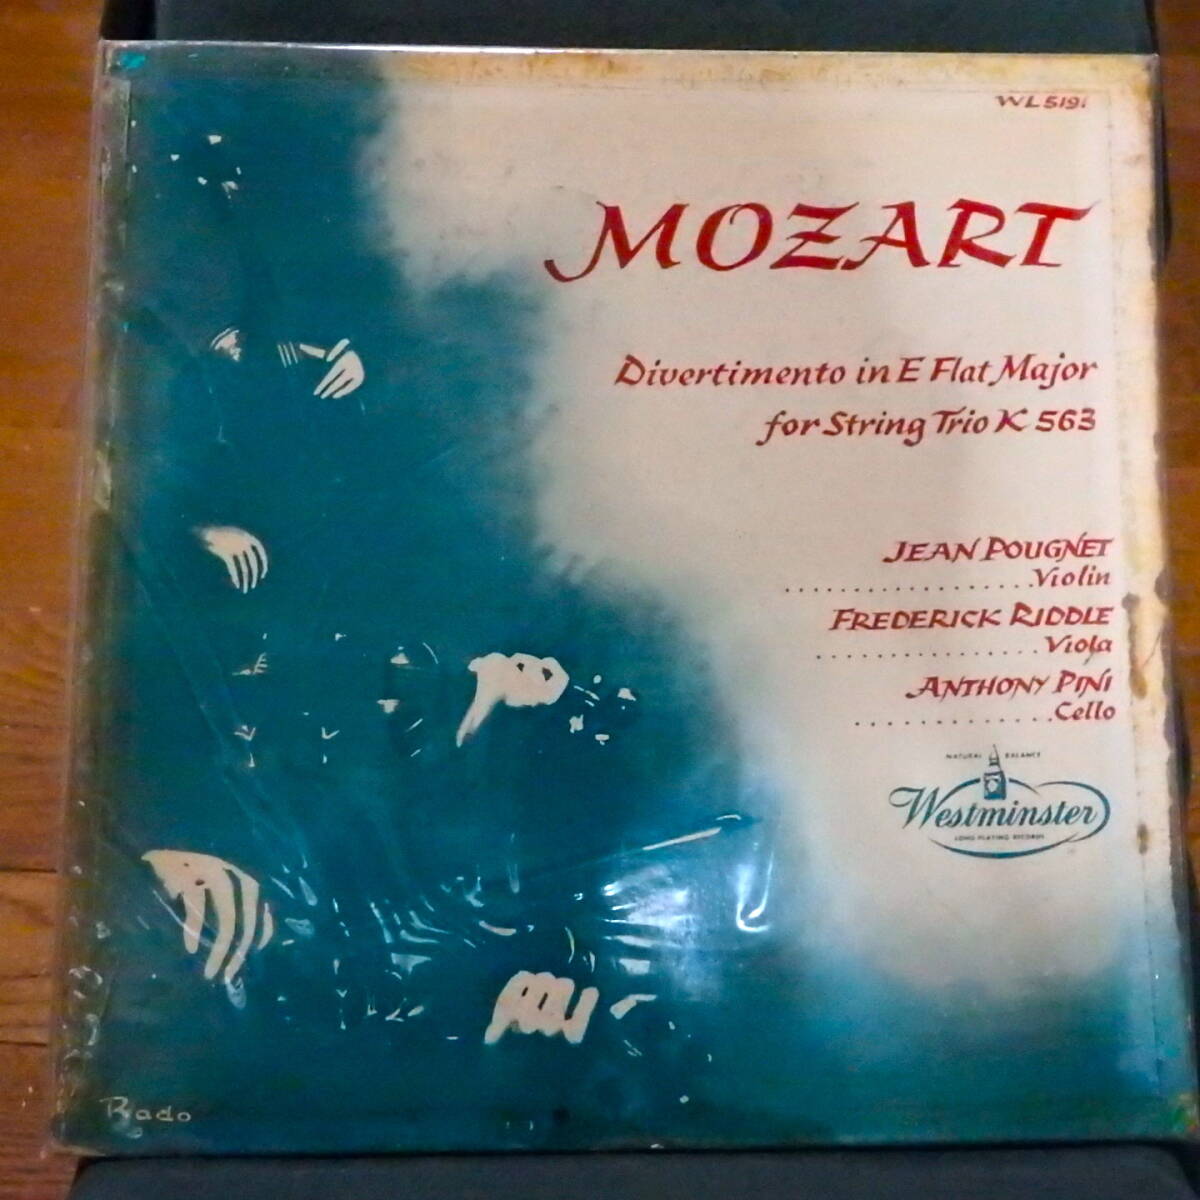 WL 5191
MOZART
Divertimento in E Flat Major
for String Trio K 563
JEAN POUGNET
...................Violin
FREDERICK RIDDLE
.................Viola
ANTHONY PINI
..............Cello
NATURAL BALANCE
Westminster
LONG PLAYING RECORDS
Rado